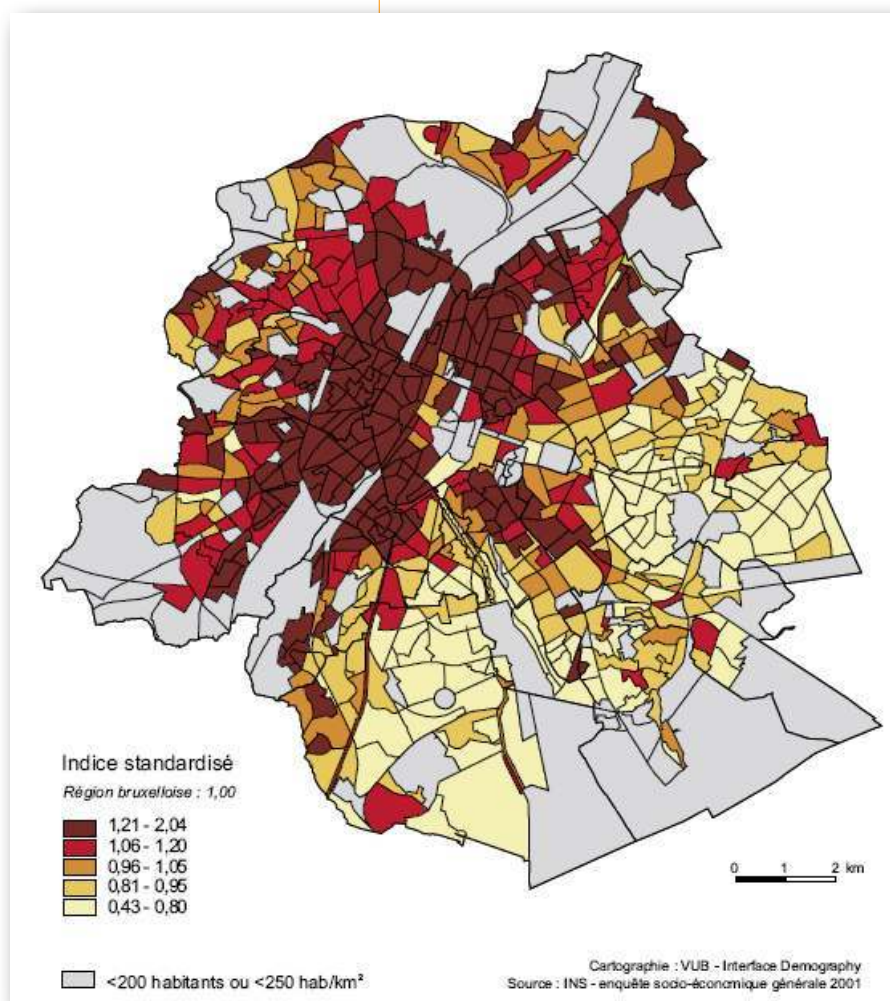 Indice standardisé
Région bruxelloise : 1,00
1,21 - 2,04
1,06 - 1,20
0,96 - 1,05
0,81 - 0,95
0,43 - 0,80
0 1 2 km
<200 habitants ou <250 hab/km²
Cartographie : VUB - Interface Demography
Source : INS - enquête socio-économique générale 2001